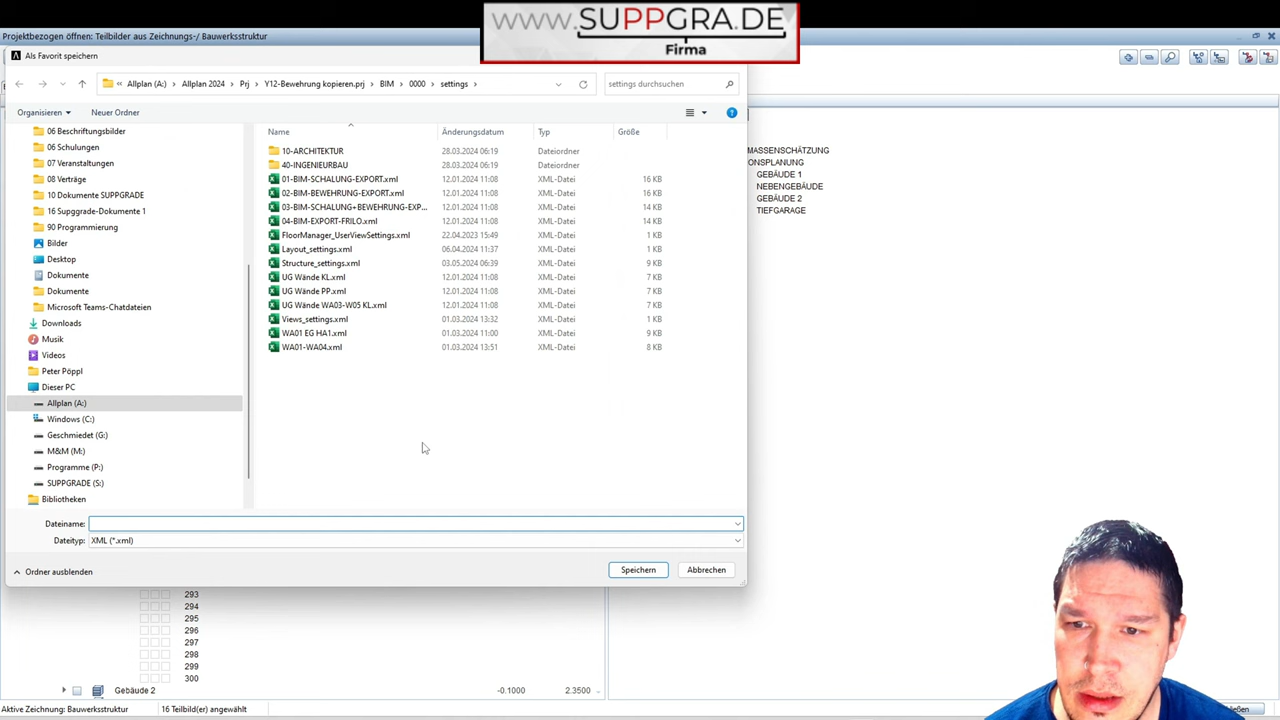 www.SUPPGRA.DE
Firma
Projektbezogen öffnen: Teilbilder aus Zeichnungs-/ Bauwerksstruktur
Als Favorit speichern
« Allplan (A:) › Allplan 2024 › Prj › Y12-Bewehrung kopieren.prj › BIM › 0000 › settings ›
settings durchsuchen
Organisieren
Neuer Ordner
06 Beschriftungsbilder
06 Schulungen
07 Veranstaltungen
08 Verträge
10 Dokumente SUPPGRADE
16 Suppgrade-Dokumente 1
90 Programmierung
Bilder
Desktop
Dokumente
Dokumente
Microsoft Teams-Chatdateien
Downloads
Musik
Videos
Peter Pöppl
Dieser PC
Allplan (A:)
Windows (C:)
Geschmiedet (G:)
M&M (M:)
Programme (P:)
SUPPGRADE (S:)
Bibliotheken
Name Änderungsdatum Typ Größe
10-ARCHITEKTUR 28.03.2024 06:19 Dateiordner
40-INGENIEURBAU 28.03.2024 06:19 Dateiordner
01-BIM-SCHALUNG-EXPORT.xml 12.01.2024 11:08 XML-Datei 16 KB
02-BIM-BEWEHRUNG-EXPORT.xml 12.01.2024 11:08 XML-Datei 16 KB
03-BIM-SCHALUNG+BEWEHRUNG-EXP... 12.01.2024 11:08 XML-Datei 14 KB
04-BIM-EXPORT-FRILO.xml 12.01.2024 11:08 XML-Datei 14 KB
FloorManager_UserViewSettings.xml 22.04.2023 15:49 XML-Datei 1 KB
Layout_settings.xml 06.04.2024 11:37 XML-Datei 1 KB
Structure_settings.xml 03.05.2024 06:39 XML-Datei 9 KB
UG Wände KL.xml 12.01.2024 11:08 XML-Datei 7 KB
UG Wände PP.xml 12.01.2024 11:08 XML-Datei 7 KB
UG Wände WA03-W05 KL.xml 12.01.2024 11:08 XML-Datei 7 KB
Views_settings.xml 01.03.2024 13:32 XML-Datei 1 KB
WA01 EG HA1.xml 01.03.2024 11:00 XML-Datei 9 KB
WA01-WA04.xml 01.03.2024 13:51 XML-Datei 8 KB
Dateiname:
Dateityp: XML (*.xml)
Ordner ausblenden
Speichern
Abbrechen
MASSENSCHÄTZUNG
ONSPLANUNG
GEBÄUDE 1
NEBENGEBÄUDE
GEBÄUDE 2
TIEFGARAGE
293
294
295
296
297
298
299
300
Gebäude 2 -0.1000 2.3500
Aktive Zeichnung: Bauwerksstruktur
16 Teilbild(er) angewählt
ließen